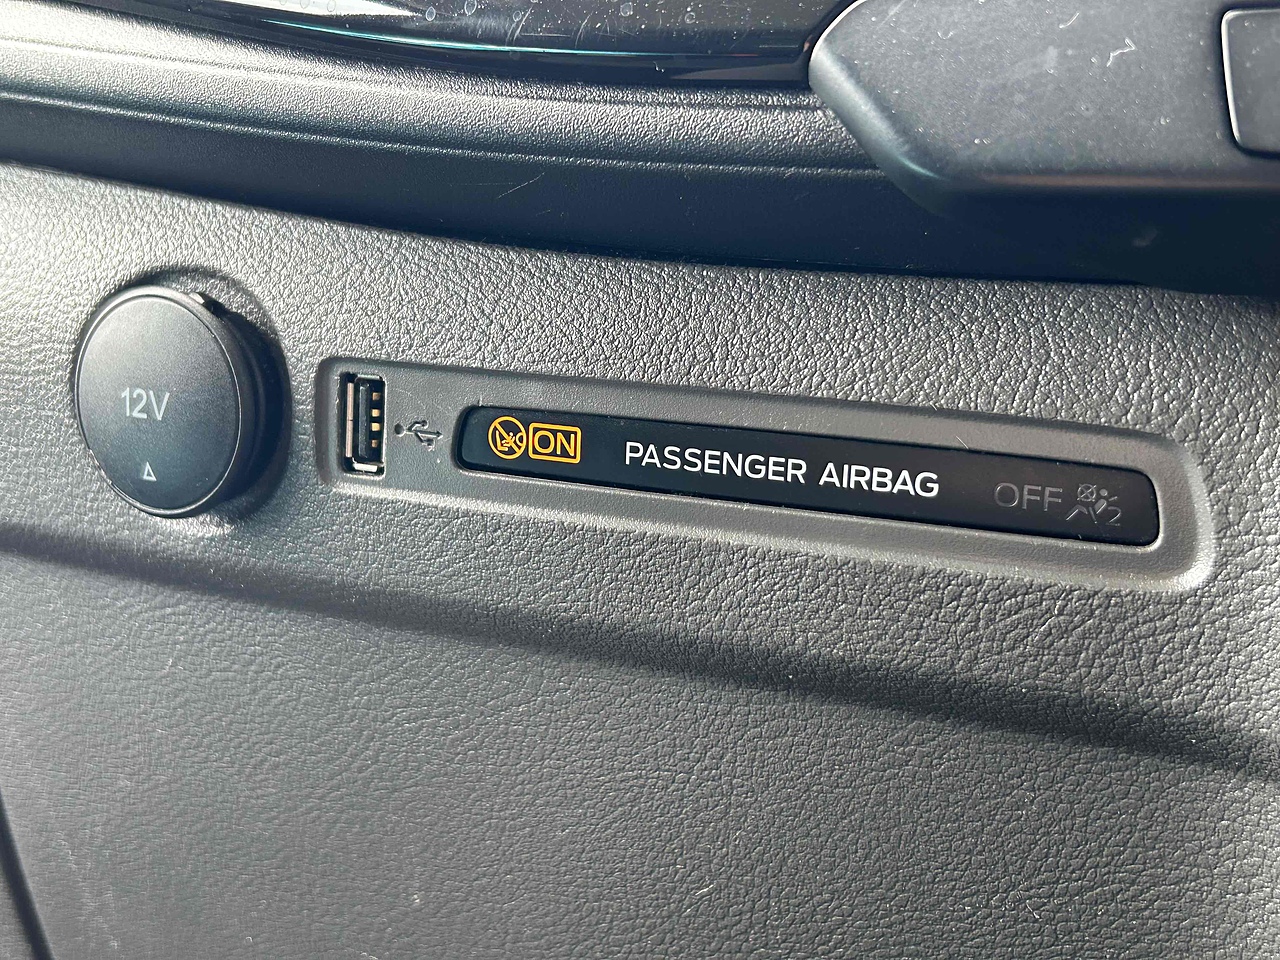 12V
ON PASSENGER AIRBAG OFF 2